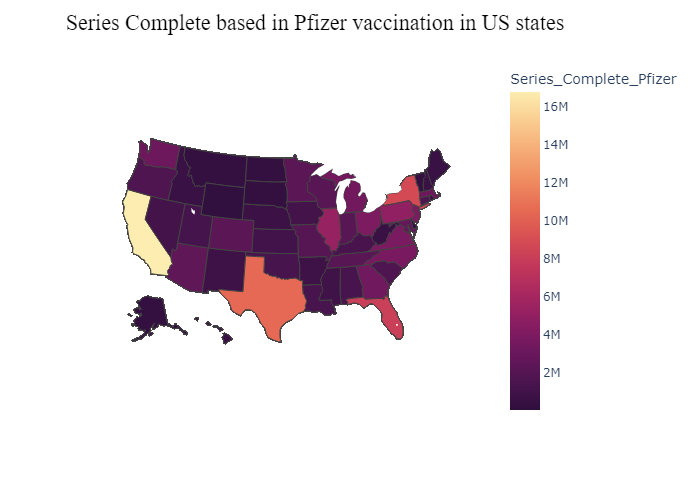 Series Complete based in Pfizer vaccination in US states
Series_Complete_Pfizer
16M
14M
12M
10M
8M
6M
4M
2M